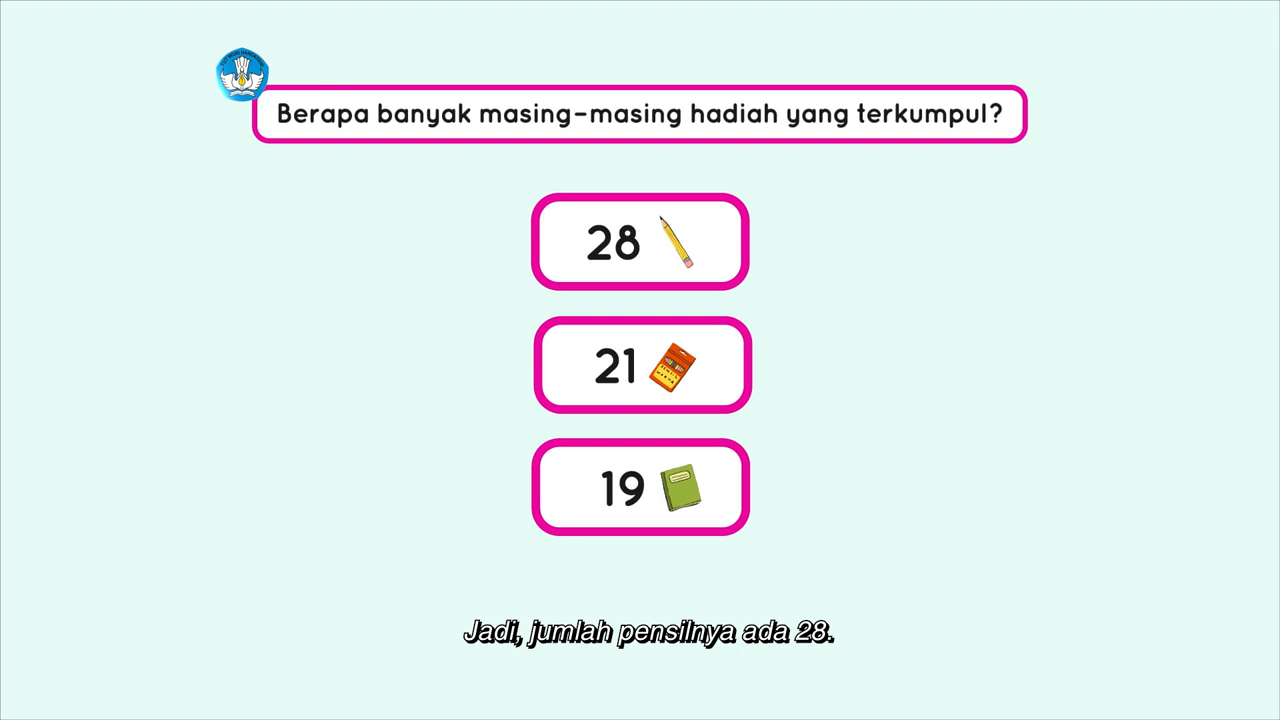 Berapa banyak masing-masing hadiah yang terkumpul?
28
21
19
Jadi, jumlah pensilnya ada 28.